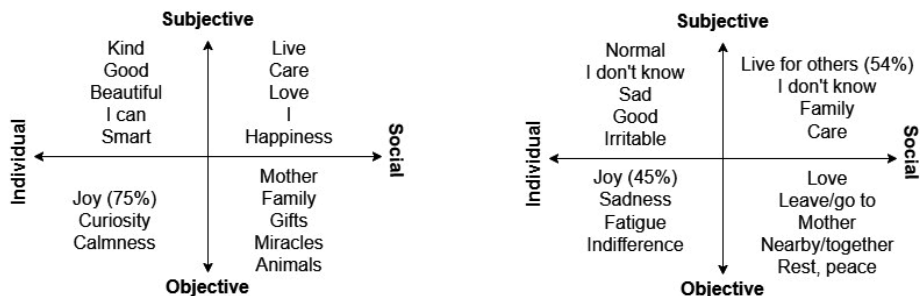 Subjective
Kind
Good
Beautiful
I can
Smart
Live
Care
Love
I
Happiness
Individual
Social
Joy (75%)
Curiosity
Calmness
Mother
Family
Gifts
Miracles
Animals
Objective
Subjective
Normal
I don't know
Sad
Good
Irritable
Live for others (54%)
I don't know
Family
Care
Individual
Social
Joy (45%)
Sadness
Fatigue
Indifference
Love
Leave/go to
Mother
Nearby/together
Rest, peace
Objective